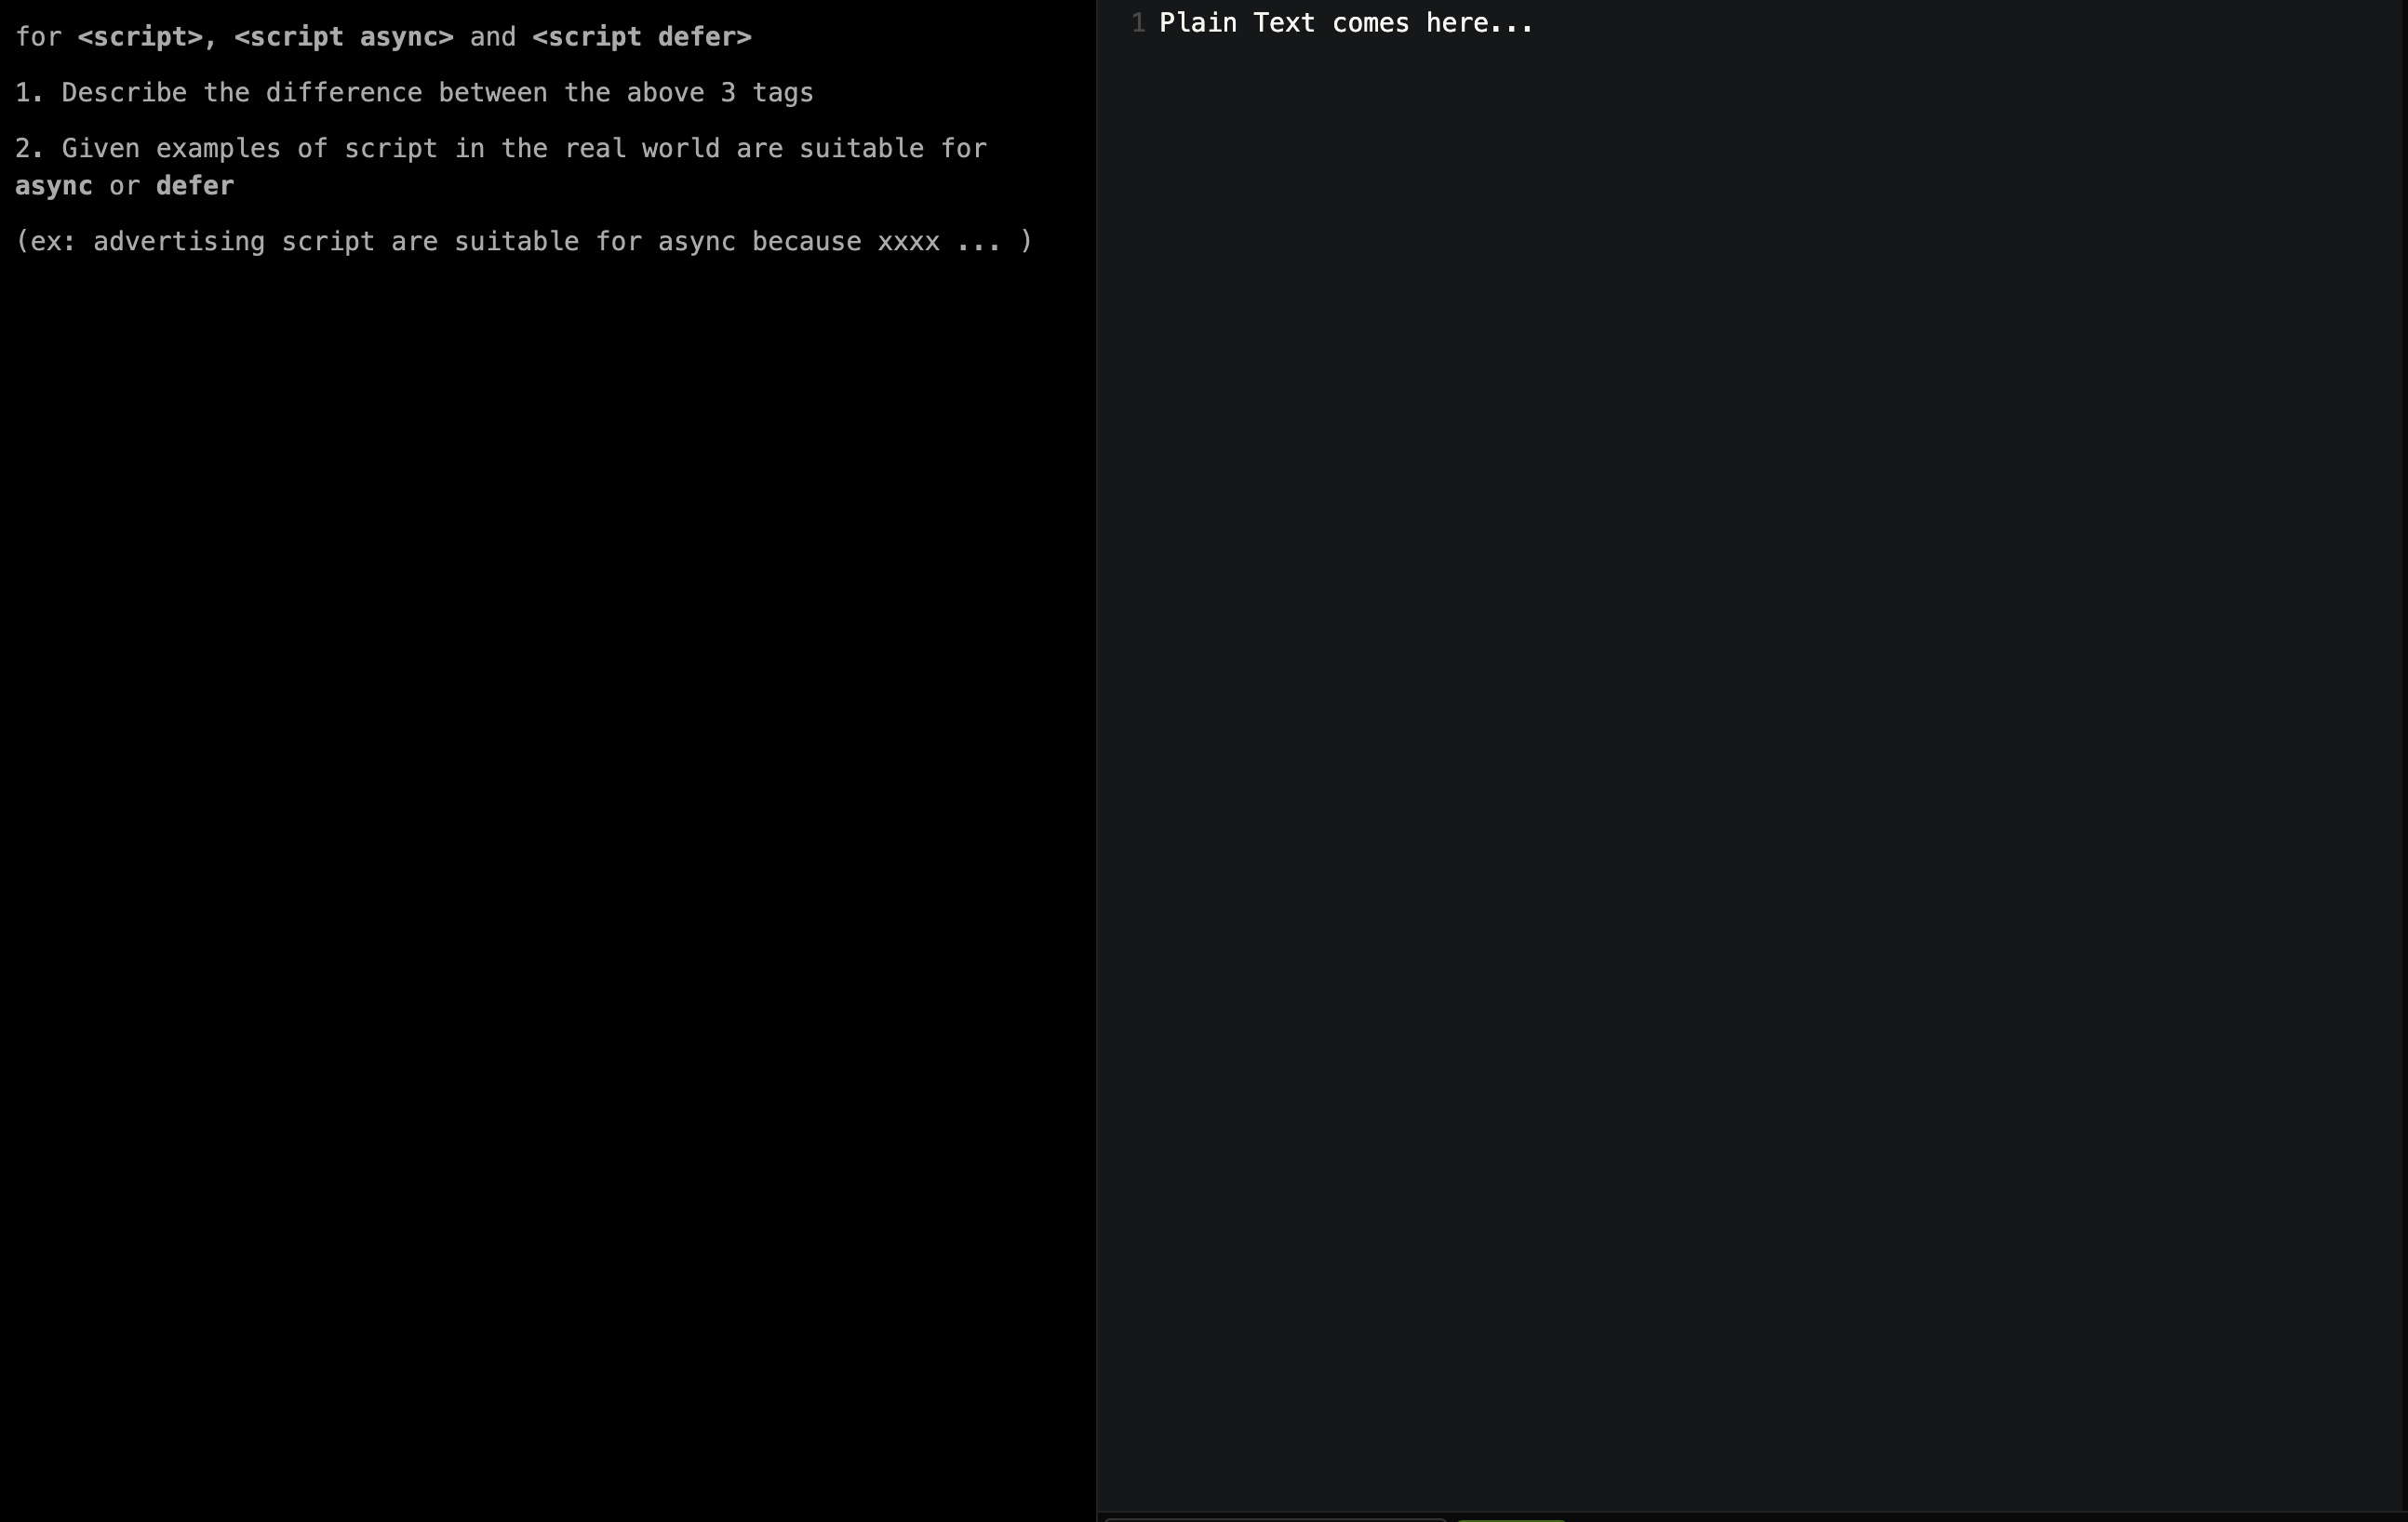 for <script>, <script async> and <script defer>
1. Describe the difference between the above 3 tags
2. Given examples of script in the real world are suitable for
async or defer
(ex: advertising script are suitable for async because xxxx ... )
1 Plain Text comes here...